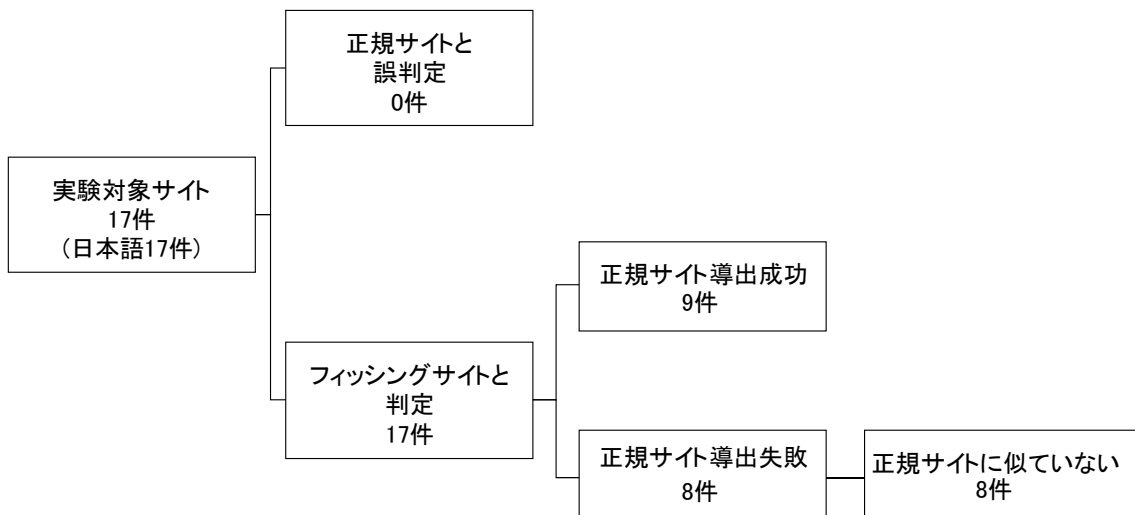 正規サイトと
誤判定
0件
実験対象サイト
17件
(日本語17件)
正規サイト導出成功
9件
フィッシングサイトと
判定
17件
正規サイト導出失敗
8件
正規サイトに似ていない
8件